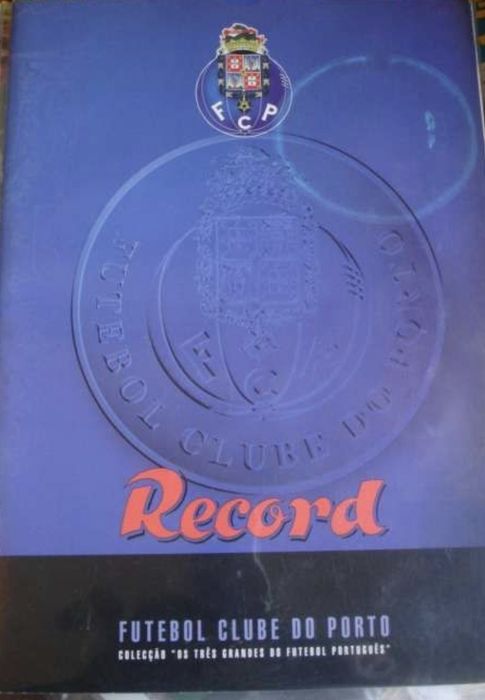 FCP
FUTEBOL CLUBE DO PORTO
FCP
Record
FUTEBOL CLUBE DO PORTO
COLECÇÃO "OS TRÊS GRANDES DO FUTEBOL PORTUGUÊS"